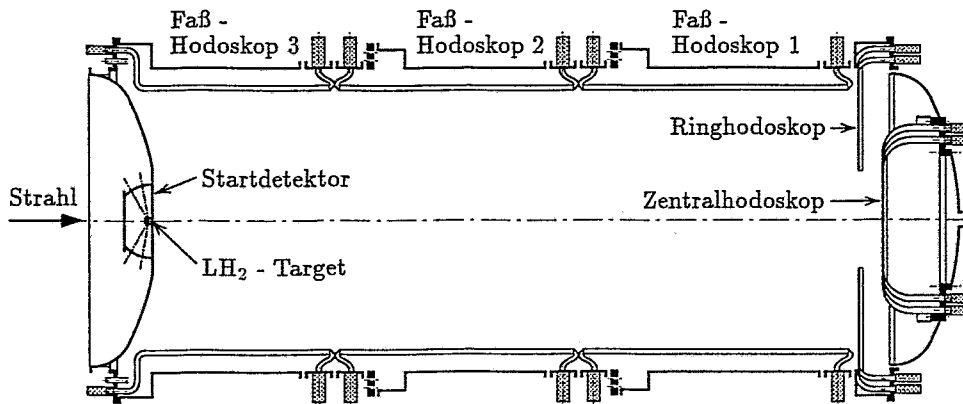 Faß -
Hodoskop 3
Faß -
Hodoskop 2
Faß -
Hodoskop 1
Ringhodoskop
Startdetektor
Strahl
Zentralhodoskop
LH₂ - Target